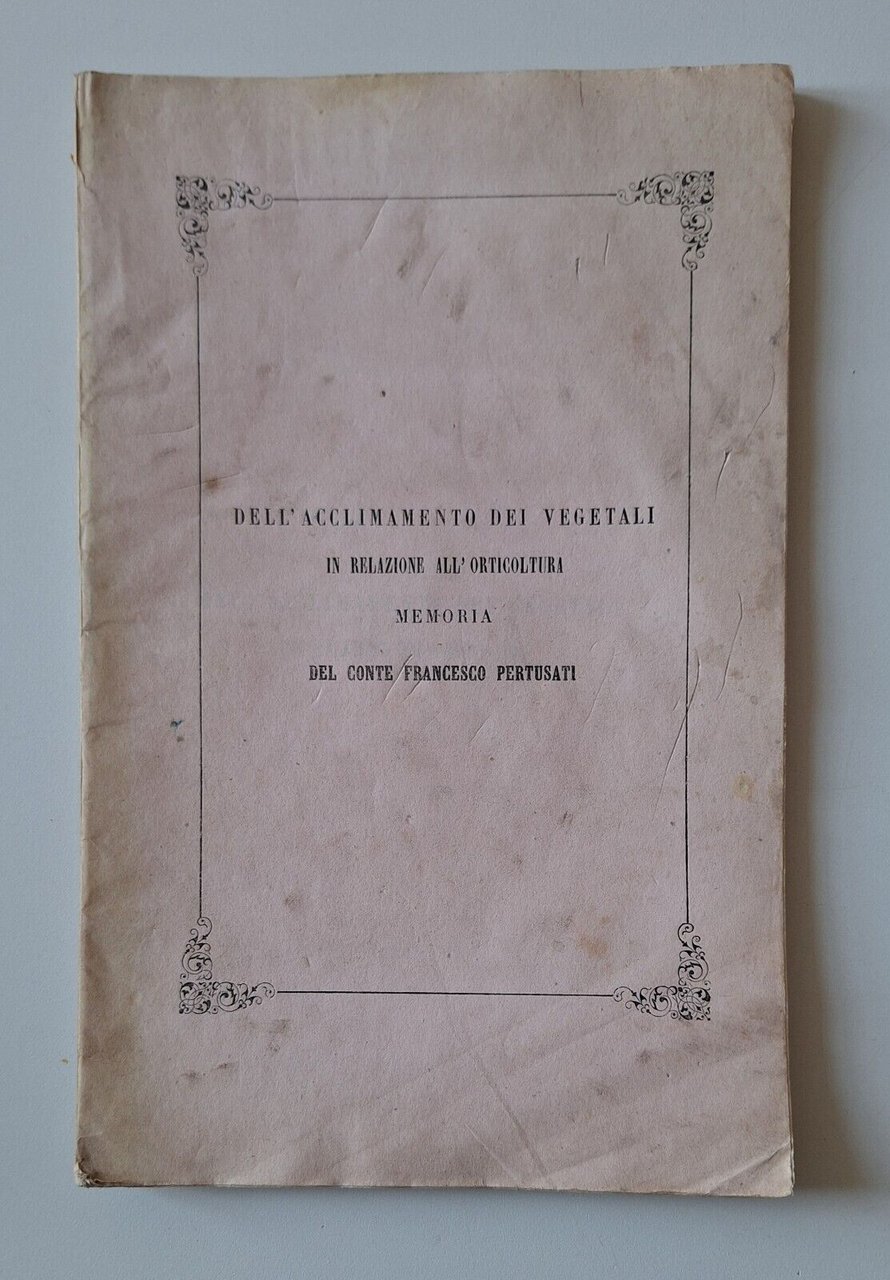 DELL'ACCLIMAMENTO DEI VEGETALI
IN RELAZIONE ALL'ORTICOLTURA
MEMORIA
DEL CONTE FRANCESCO PERTUSATI